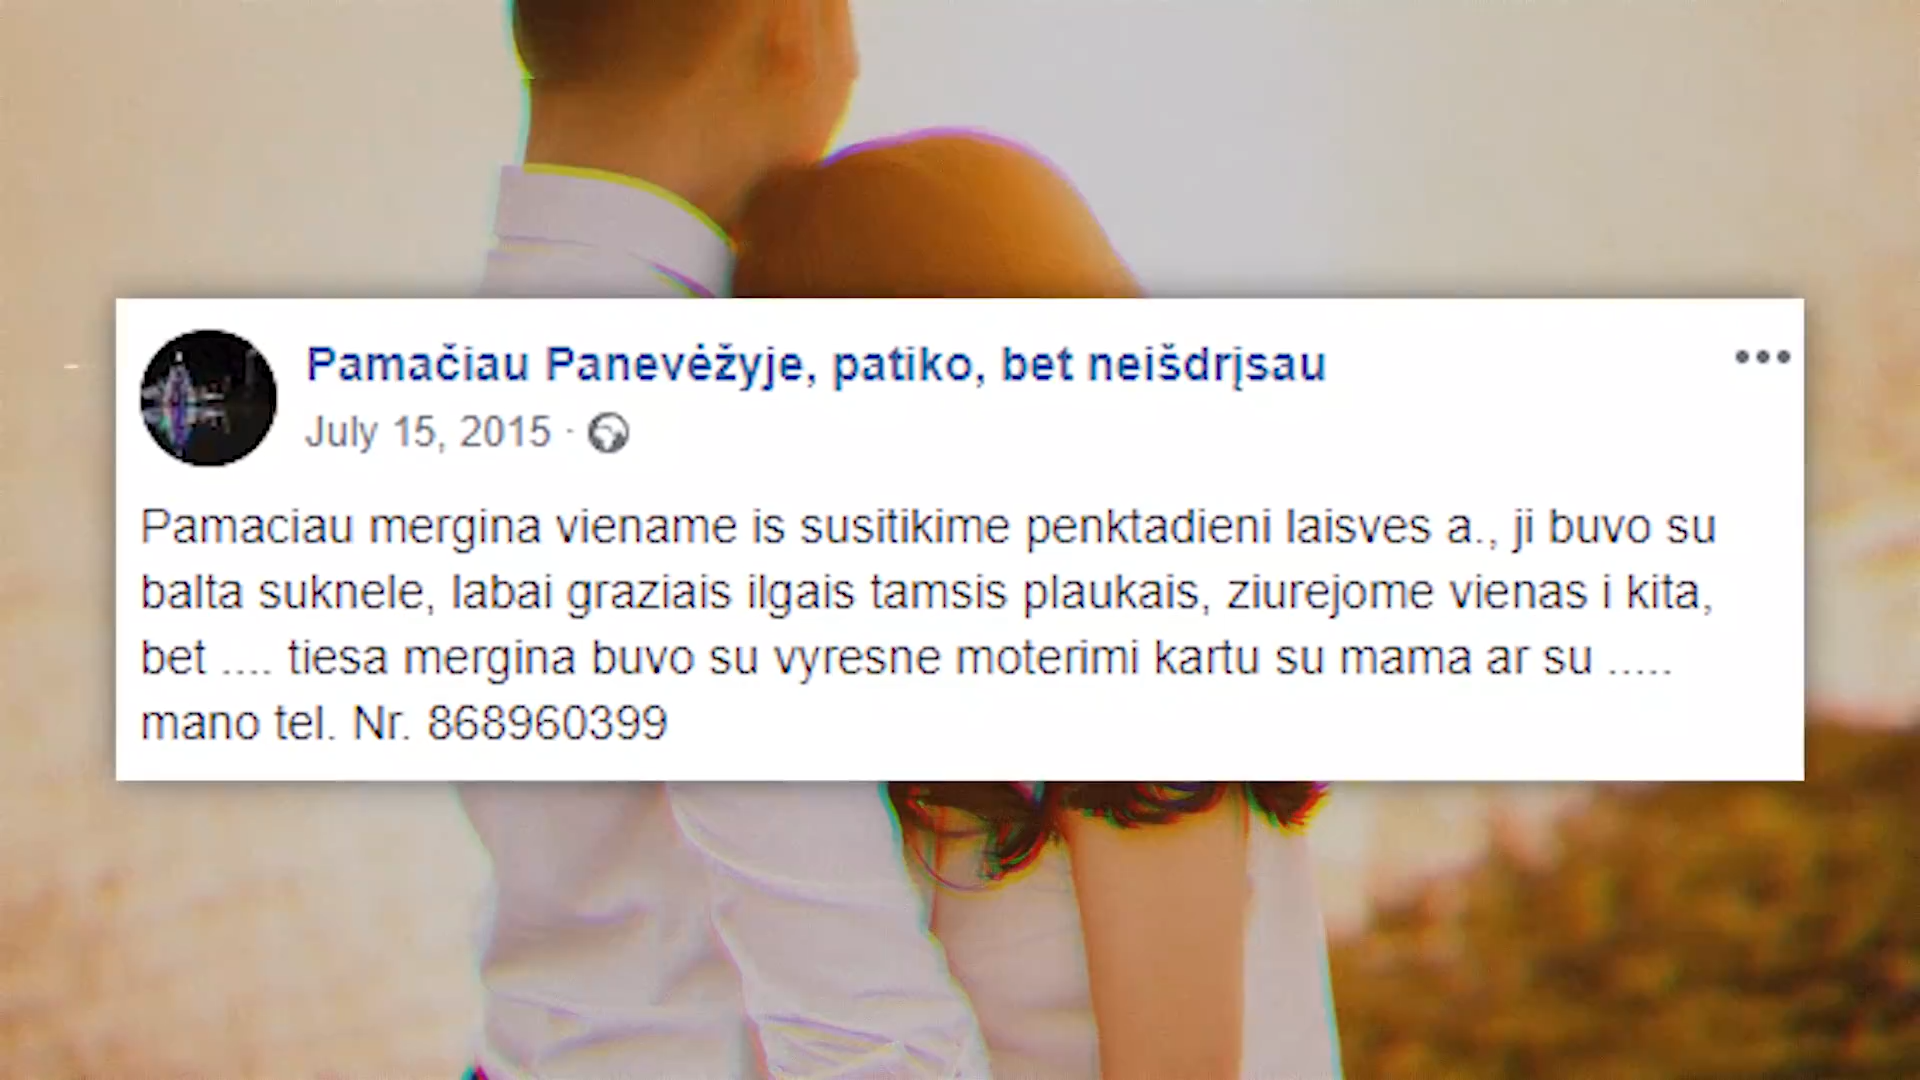 Pamačiau Panevėžyje, patiko, bet neišdrįsau
July 15, 2015 ·
Pamaciau mergina viename is susitikime penktadieni laisves a., ji buvo su
balta suknele, labai graziais ilgais tamsis plaukais, ziurejome vienas i kita,
bet .... tiesa mergina buvo su vyresne moterimi kartu su mama ar su .....
mano tel. Nr. 868960399